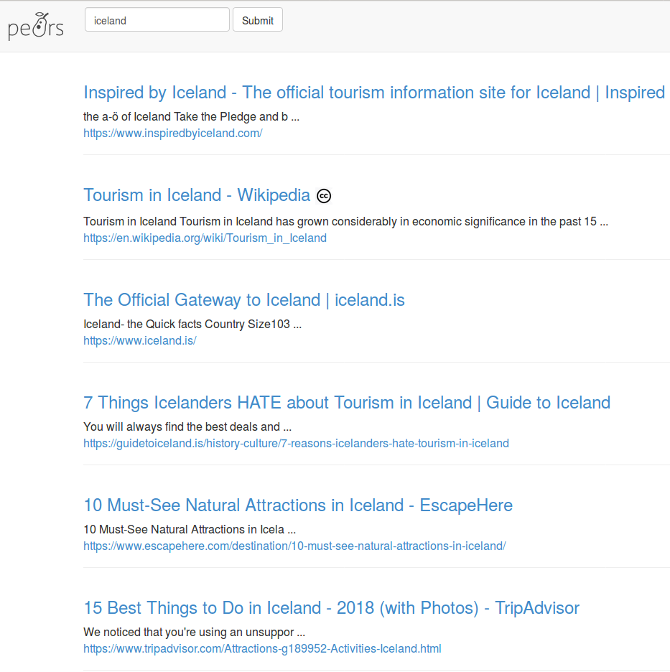 pears
iceland
Submit
Inspired by Iceland - The official tourism information site for Iceland | Inspired
the a-ö of Iceland Take the Pledge and b ...
https://www.inspiredbyiceland.com/
Tourism in Iceland - Wikipedia cc
Tourism in Iceland Tourism in Iceland has grown considerably in economic significance in the past 15 ...
https://en.wikipedia.org/wiki/Tourism_in_Iceland
The Official Gateway to Iceland | iceland.is
Iceland- the Quick facts Country Size103 ...
https://www.iceland.is/
7 Things Icelanders HATE about Tourism in Iceland | Guide to Iceland
You will always find the best deals and ...
https://guidetoiceland.is/history-culture/7-reasons-icelanders-hate-tourism-in-iceland
10 Must-See Natural Attractions in Iceland - EscapeHere
10 Must-See Natural Attractions in Icela ...
https://www.escapehere.com/destination/10-must-see-natural-attractions-in-iceland/
15 Best Things to Do in Iceland - 2018 (with Photos) - TripAdvisor
We noticed that you're using an unsuppor ...
https://www.tripadvisor.com/Attractions-g189952-Activities-Iceland.html